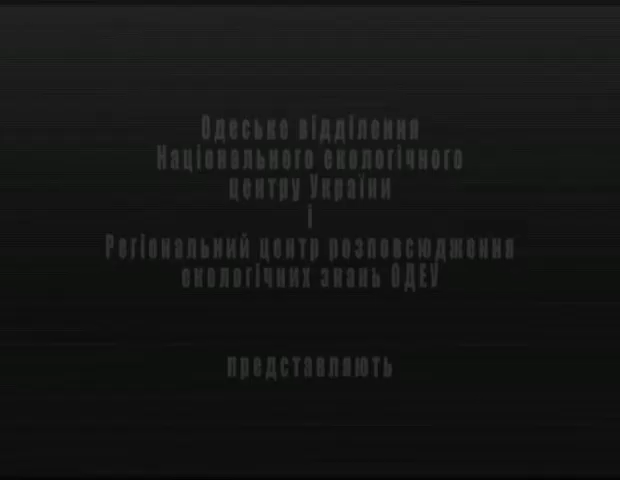 Одеське відділення
Національного екологічного
центру України
і
Регіональний центр розповсюдження
екологічних знань ОДЕУ
представляють